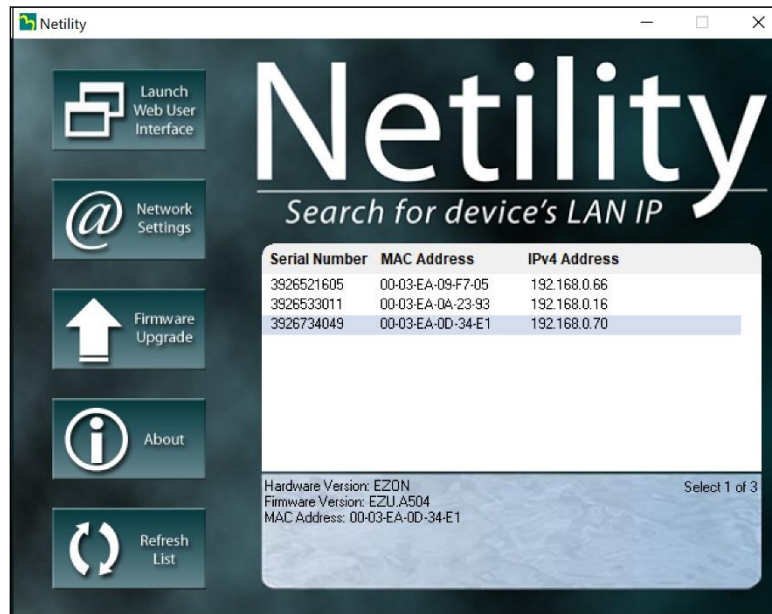 Netility
Launch
Web User
Interface
Network
Settings
Firmware
Upgrade
About
Refresh
List
Netility
Search for device's LAN IP
Serial Number MAC Address IPv4 Address
3926521605 00-03-EA-09-F7-05 192.168.0.66
3926533011 00-03-EA-0A-23-93 192.168.0.16
3926734049 00-03-EA-0D-34-E1 192.168.0.70
Hardware Version: EZON Select 1 of 3
Firmware Version: EZU.A504
MAC Address: 00-03-EA-0D-34-E1